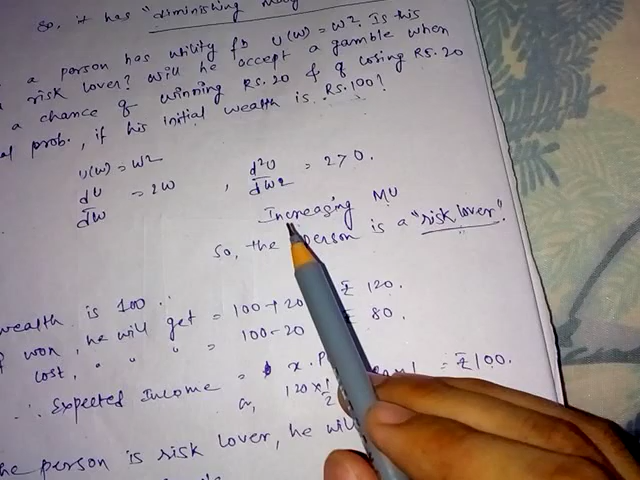 So, it has "diminishing
a person has utility fn U(W) = W². Is this
risk lover? Will he accept a gamble when
a chance of winning Rs. 20 & of losing Rs. 20
prob., if his initial wealth is Rs. 100?
U(W) = W²
dU/dW = 2W , d²U/dW² = 2 > 0.
Increasing MU
So, the person is a "risk lover".
wealth is 100 ∴
won, he will get = 100+20 = ₹ 120.
lost, " " " = 100-20 = ₹ 80.
∴ Expected Income = = ₹100.
120 × 1/2
person is risk lover, he will